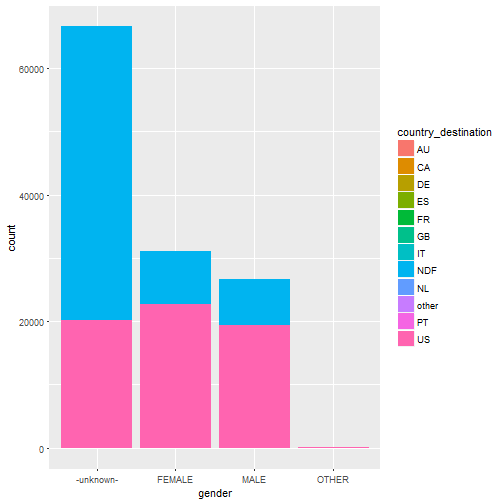 60000
40000
20000
0
count
-unknown-
FEMALE
MALE
OTHER
gender
country_destination
AU
CA
DE
ES
FR
GB
IT
NDF
NL
other
PT
US